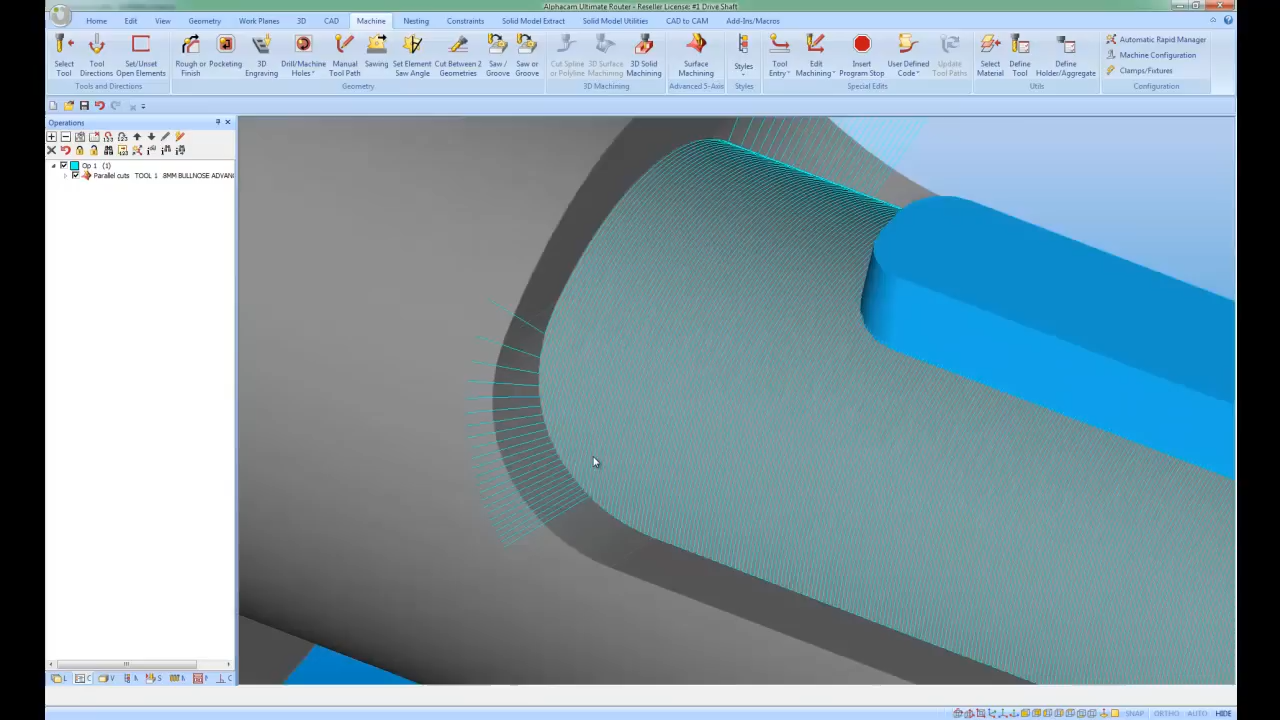 Alphacam Ultimate Router - Reseller License: #1 Drive Shaft
Home Edit View Geometry Work Planes 3D CAD Machine Nesting Constraints Solid Model Extract Solid Model Utilities CAD to CAM Add-Ins/Macros
Select Tool
Tool Directions
Set/Unset Open Elements
Rough or Finish
Pocketing
3D Engraving
Drill/Machine Holes
Manual Tool Path
Sawing
Set Element Saw Angle
Cut Between 2 Geometries
Saw / Groove
Saw or Groove
Cut Spline or Polyline
3D Surface Machining
3D Solid Machining
Surface Machining
Styles
Tool Entry
Edit Machining
Insert Program Stop
User Defined Code
Update Tool Paths
Select Material
Define Tool
Define Holder/Aggregate
Automatic Rapid Manager
Machine Configuration
Clamps/Fixtures
Tools and Directions Geometry 3D Machining Advanced 5-Axis Styles Special Edits Utils Configuration
Operations
Op 1 (1)
Parallel cuts TOOL 1 8MM BULLNOSE ADVAN
SNAP ORTHO AUTO HIDE